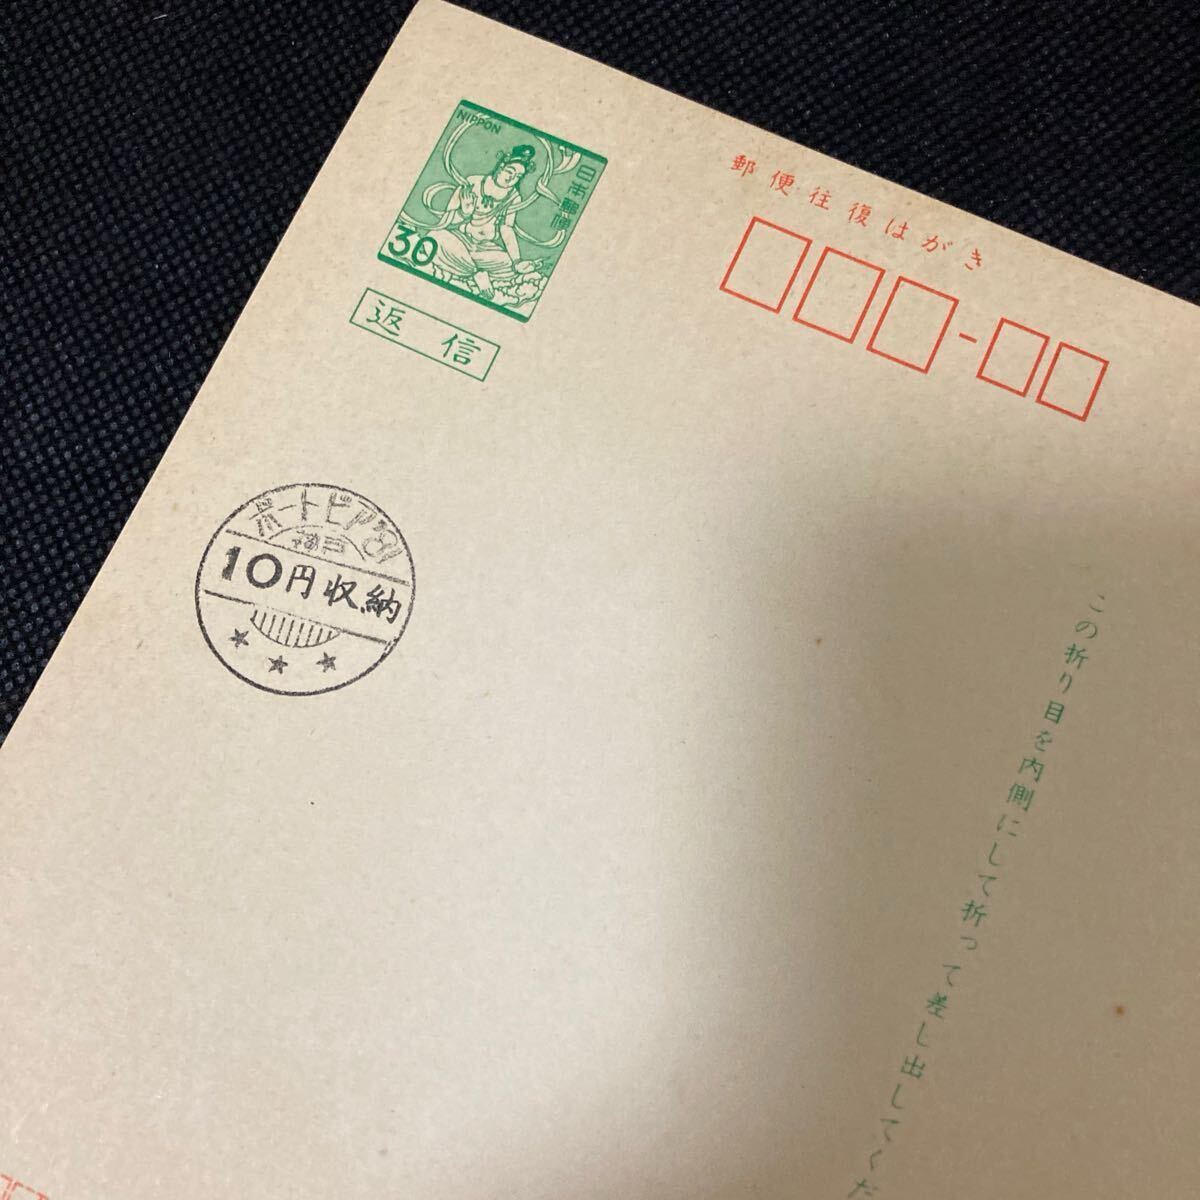 NIPPON
日本郵便
30
返信
郵便往復はがき
ポートピア'81
神戸
10円収納
この折り目を内側にして折って差し出してくだ